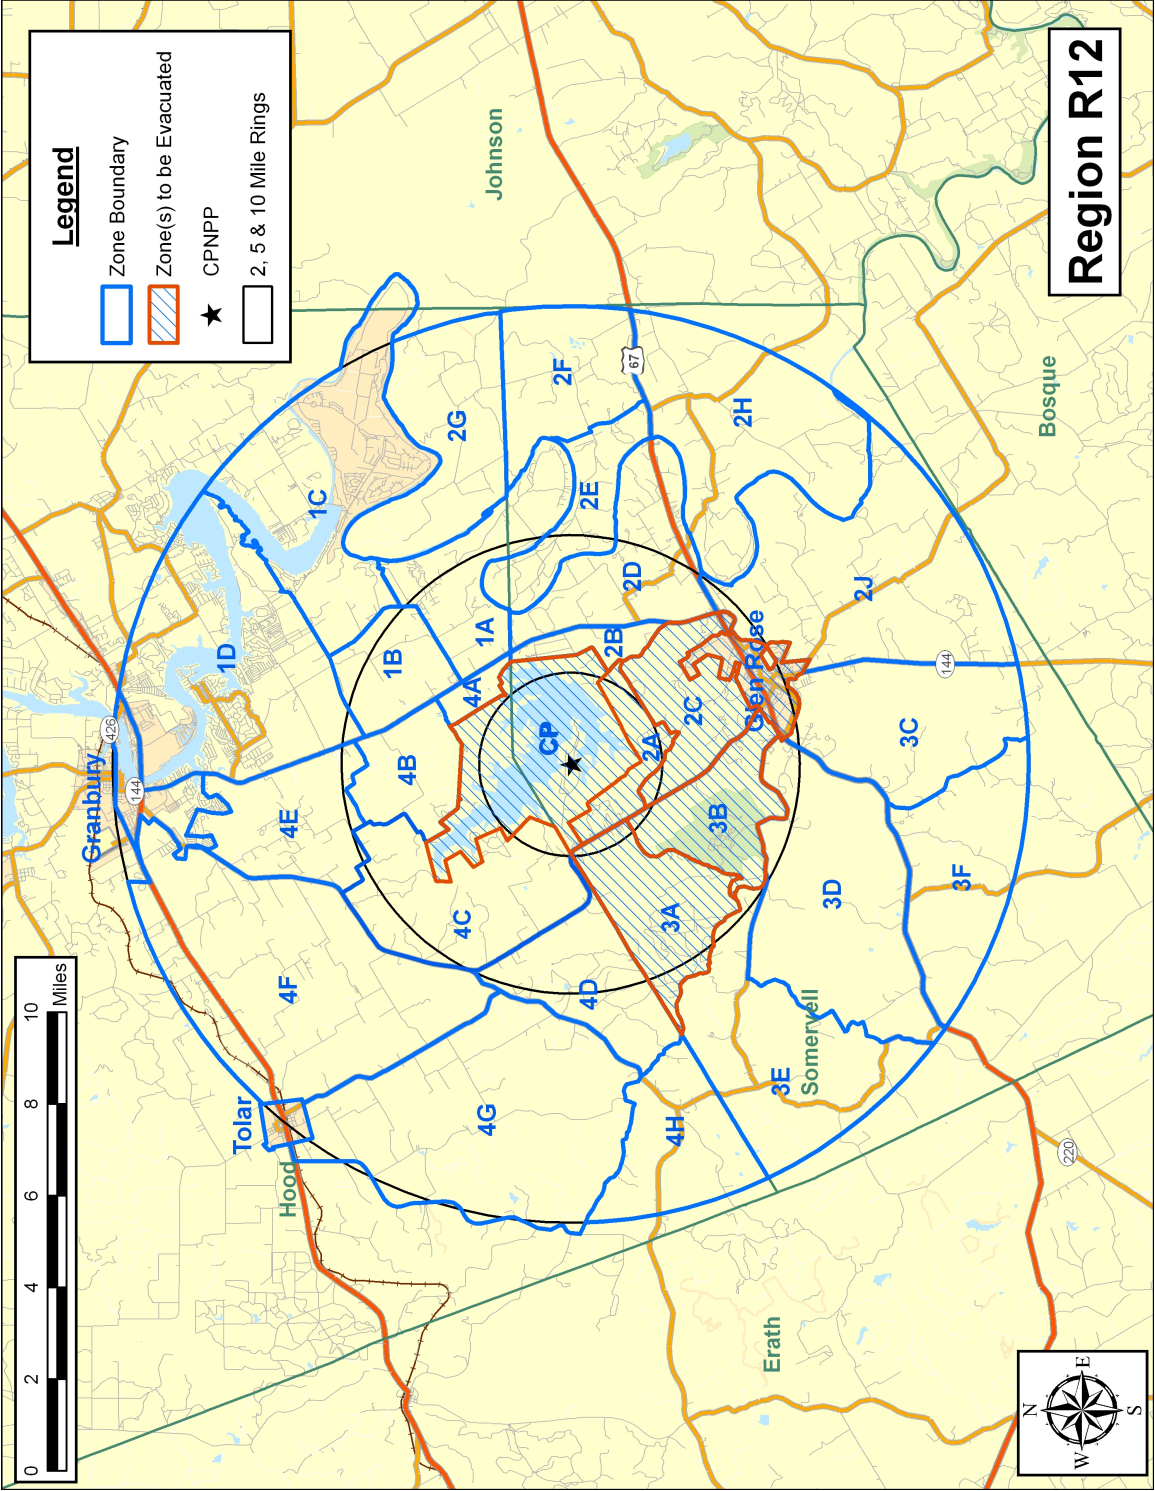 Legend
Zone Boundary
Zone(s) to be Evacuated
CPNPP
2, 5 & 10 Mile Rings
Region R12
0 2 4 6 8 10
Miles
N
W E
S
Granbury
Tolar
Glen Rose
Hood
Johnson
Bosque
Somervell
Erath
426
144
67
144
220
CP
1A
1B
1C
1D
2A
2B
2C
2D
2E
2F
2G
2H
2J
3A
3B
3C
3D
3E
3F
4A
4B
4C
4D
4E
4F
4G
4H